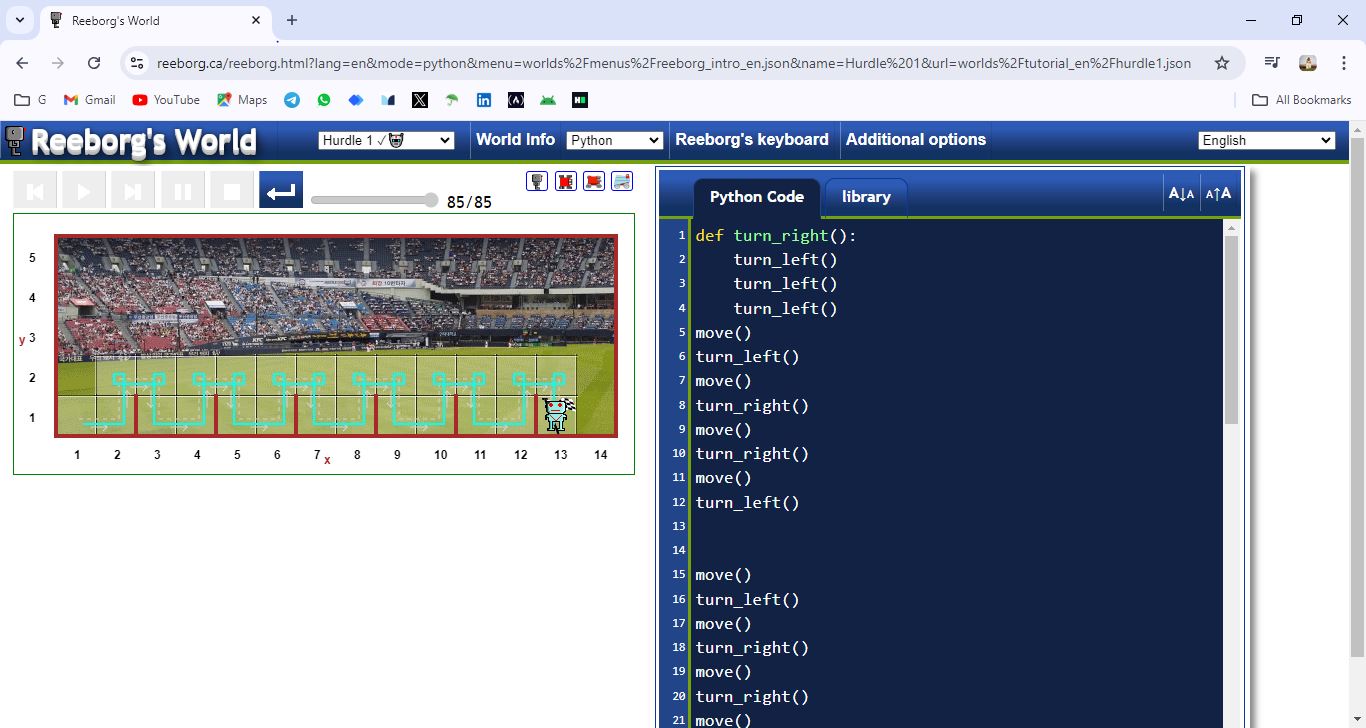 Reeborg's World
reeborg.ca/reeborg.html?lang=en&mode=python&menu=worlds%2Fmenus%2Freeborg_intro_en.json&name=Hurdle%201&url=worlds%2Ftutorial_en%2Fhurdle1.json
G Gmail YouTube Maps All Bookmarks
Reeborg's World Hurdle 1 ✓ World Info Python Reeborg's keyboard Additional options English
85/85
Python Code library A↓A A↑A
5
4
y 3
2
1
1 2 3 4 5 6 7 x 8 9 10 11 12 13 14
1 def turn_right():
2 turn_left()
3 turn_left()
4 turn_left()
5 move()
6 turn_left()
7 move()
8 turn_right()
9 move()
10 turn_right()
11 move()
12 turn_left()
13
14
15 move()
16 turn_left()
17 move()
18 turn_right()
19 move()
20 turn_right()
21 move()